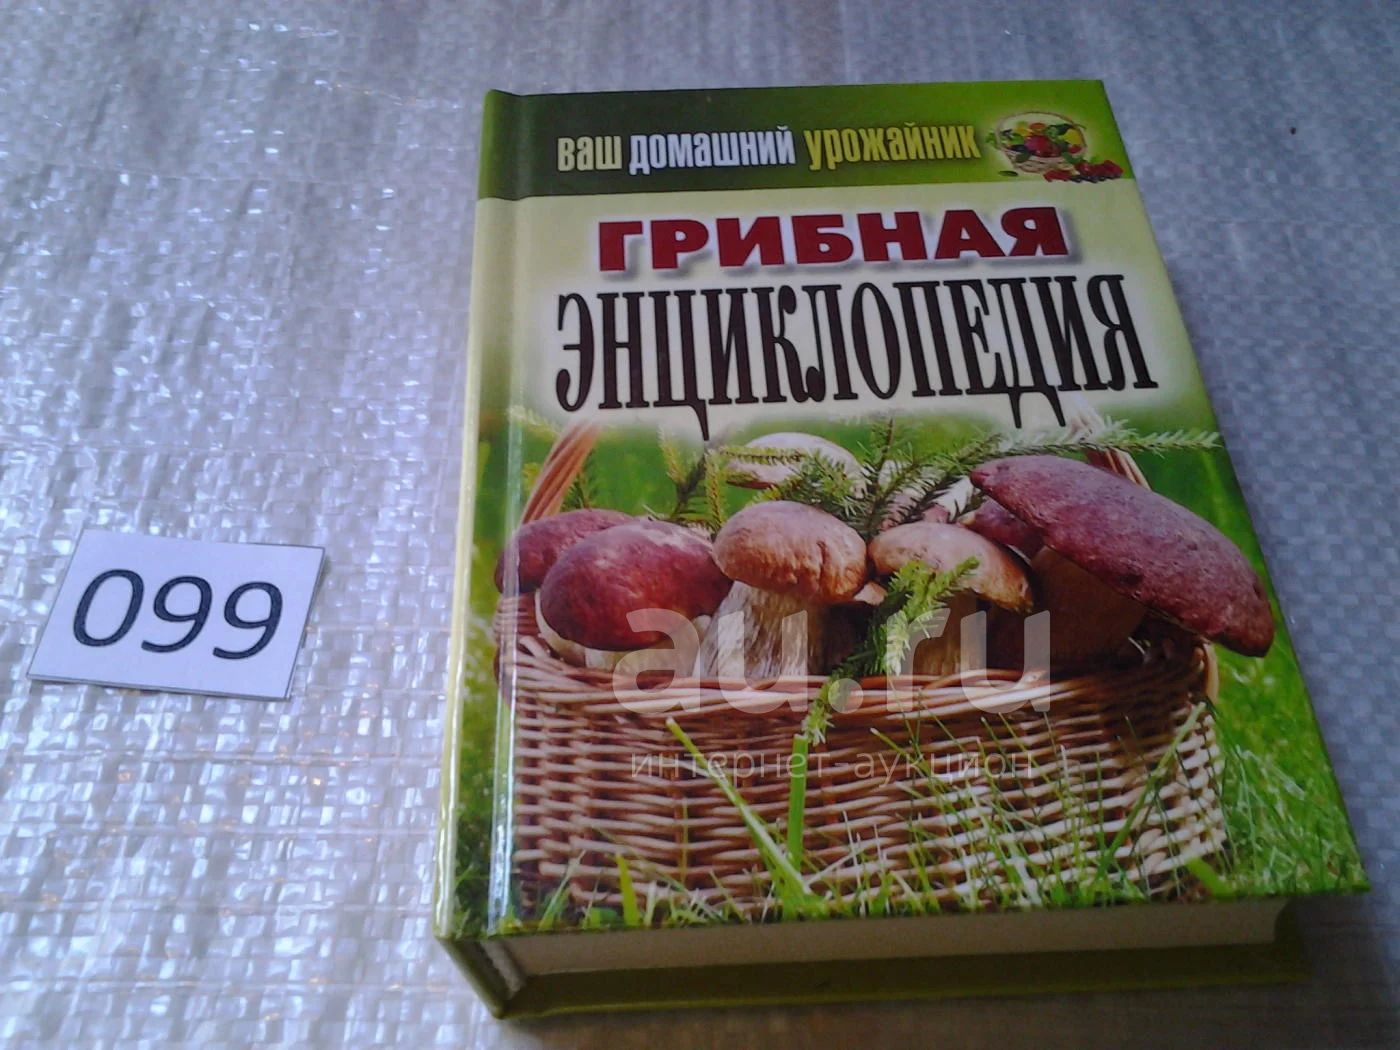 ваш домашний урожайник
ГРИБНАЯ
ЭНЦИКЛОПЕДИЯ
099
au.ru
интернет-аукцион